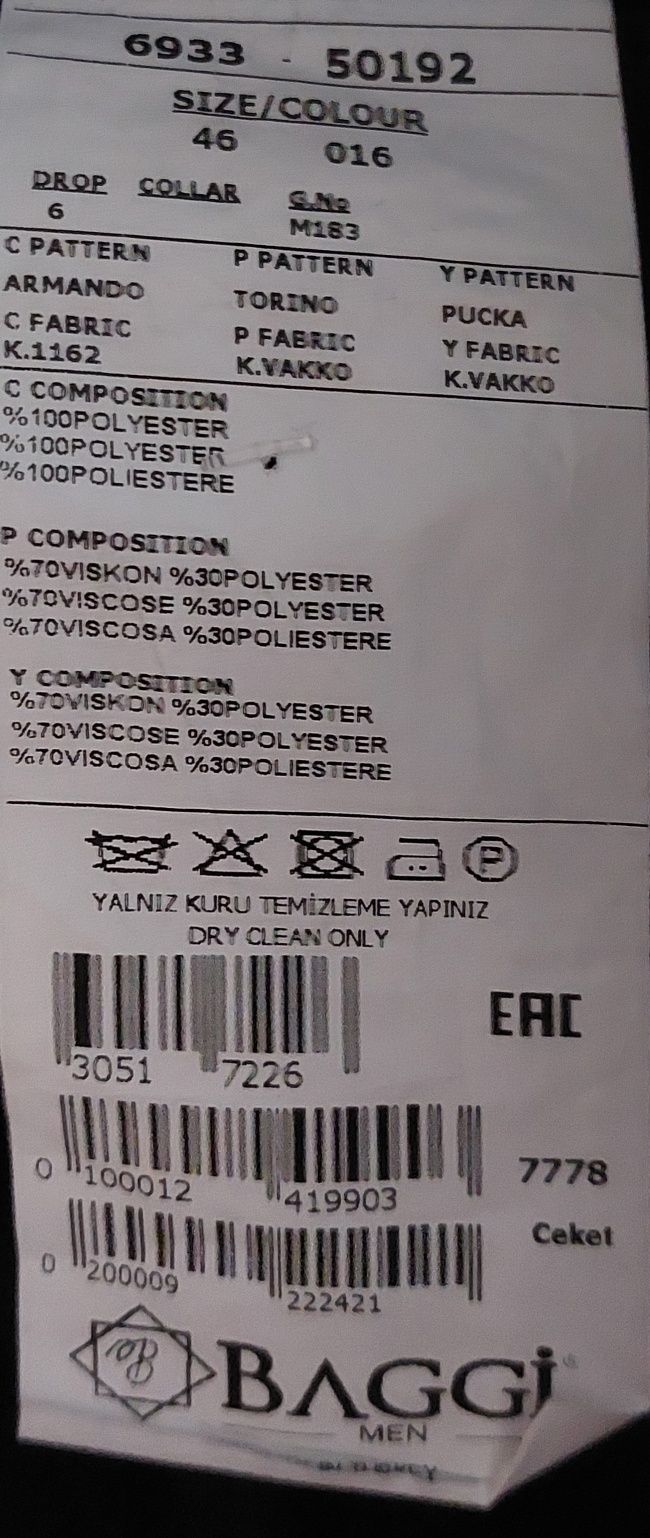 6933 - 50192
SIZE/COLOUR
46 016
DROP COLLAR G.No
6 M183
C PATTERN P PATTERN Y PATTERN
ARMANDO TORINO PUCKA
C FABRIC P FABRIC Y FABRIC
K.1162 K.VAKKO K.VAKKO
C COMPOSITION
%100POLYESTER
%100POLYESTER
%100POLIESTERE
P COMPOSITION
%70VISKON %30POLYESTER
%70VISCOSE %30POLYESTER
%70VISCOSA %30POLIESTERE
Y COMPOSITION
%70VISKON %30POLYESTER
%70VISCOSE %30POLYESTER
%70VISCOSA %30POLIESTERE
P
YALNIZ KURU TEMİZLEME YAPINIZ
DRY CLEAN ONLY
EAC
3051 7226
0 100012 419903
7778
Ceket
0 200009 222421
BAGGi
MEN